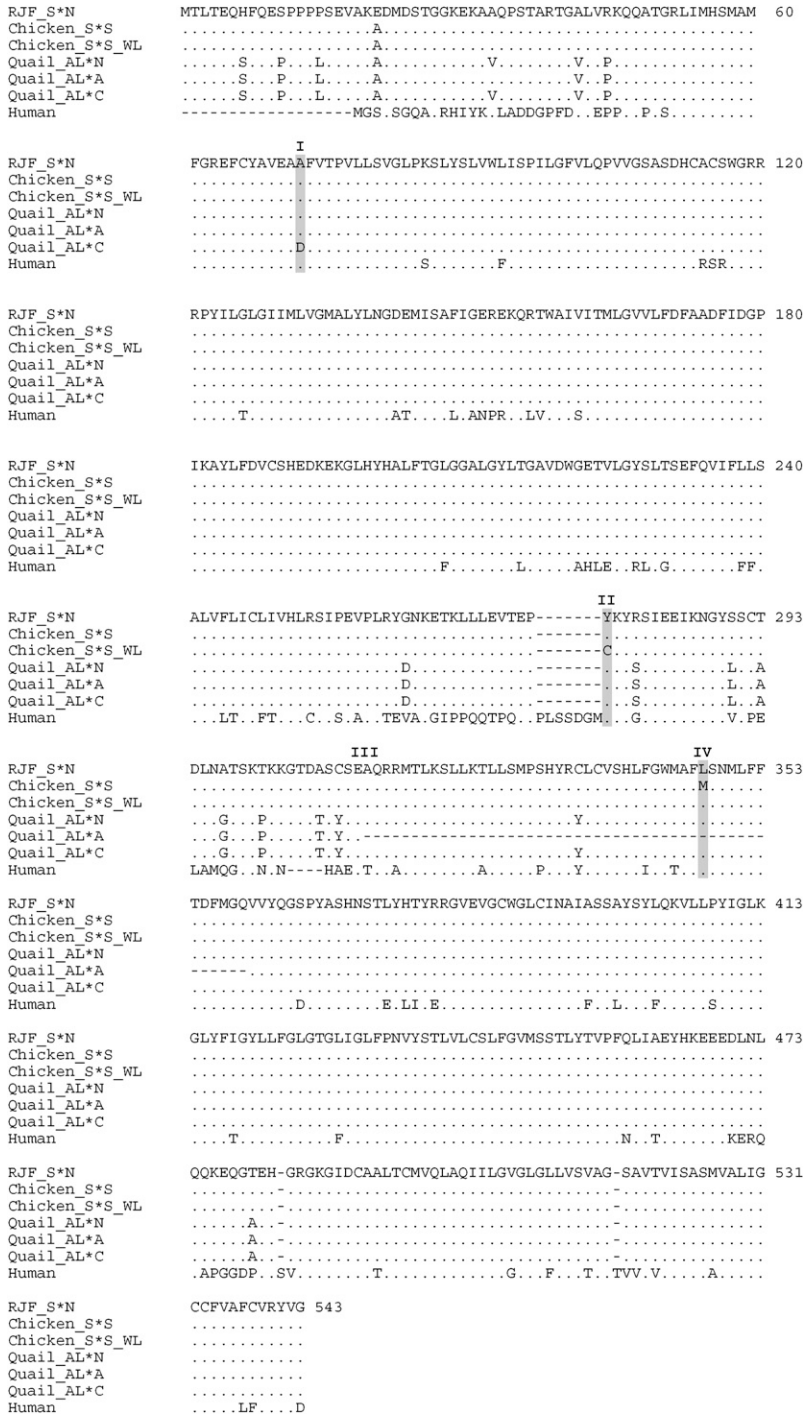 RJF_S*N MTLTEQHFQESPPPPSEVAKEDMDSTGGKEKAAQPSTARTGALVRKQQATGRLIMHSMAM 60
Chicken_S*S ....................A.......................................
Chicken_S*S_WL ....................A.......................................
Quail_AL*N ......S...P...L.....A...........V........V..P...............
Quail_AL*A ......S...P...L.....A...........V........V..P...............
Quail_AL*C ......S...P...L.....A...........V........V..P...............
Human ------------------MGS.SGQA.RHIYK.LADDGPFD..EPP..P.S.........
I
RJF_S*N FGREFCYAVEAAFVTPVLLSVGLPKSLYSLVWLISPILGFVLQPVVGSASDHCACSWGRR 120
Chicken_S*S ............................................................
Chicken_S*S_WL ............................................................
Quail_AL*N ............................................................
Quail_AL*A ............................................................
Quail_AL*C ...........D................................................
Human ........................S.......F....................RSR....
RJF_S*N RPYILGLGIIMLVGMALYLNGDEMISAFIGEREKQRTWAIVITMLGVVLFDFAADFIDGP 180
Chicken_S*S ............................................................
Chicken_S*S_WL ............................................................
Quail_AL*N ............................................................
Quail_AL*A ............................................................
Quail_AL*C ............................................................
Human .....T...............AT....L.ANPR..LV...S...................
RJF_S*N IKAYLFDVCSHEDKEKGLHYHALFTGLGGALGYLTGAVDWGETVLGYSLTSEFQVIFLLS 240
Chicken_S*S ............................................................
Chicken_S*S_WL ............................................................
Quail_AL*N ............................................................
Quail_AL*A ............................................................
Quail_AL*C ............................................................
Human ..........................F.......L.....AHLE..RL.G.......FF.
II
RJF_S*N ALVFLICLIVHLRSIPEVPLRYGNKETKLLLEVTEP-------YKYRSIEEIKNGYSSCT 293
Chicken_S*S ....................................-------.................
Chicken_S*S_WL ....................................-------C................
Quail_AL*N ......................D.............-------...S.........L..A
Quail_AL*A ......................D.............-------...S.........L..A
Quail_AL*C ......................D.............-------...S.........L..A
Human ...LT..FT...C..S.A..TEVA.GIPPQQTPQ..PLSSDGM...G.........V.PE
III IV
RJF_S*N DLNATSKTKKGTDASCSEAQRRMTLKSLLKTLLSMPSHYRCLCVSHLFGWMAFLSNMLFF 353
Chicken_S*S .....................................................M......
Chicken_S*S_WL ............................................................
Quail_AL*N ...G...P.....T.Y........................Y...................
Quail_AL*A ...G...P.....T.Y..------------------------------------------
Quail_AL*C ...G...P.....T.Y........................Y...................
Human LAMQG..N.N----HAE.T..A........A.....P...Y......I..T.........
RJF_S*N TDFMGQVVYQGSPYASHNSTLYHTYRRGVEVGCWGLCINAIASSAYSYLQKVLLPYIGLK 413
Chicken_S*S ............................................................
Chicken_S*S_WL ............................................................
Quail_AL*N ............................................................
Quail_AL*A ------......................................................
Quail_AL*C ............................................................
Human ...........D........E.LI.E...............F..L...F.....S.....
RJF_S*N GLYFIGYLLFGLGTGLIGLFPNVYSTLVLCSLFGVMSSTLYTVPFQLIAEYHKEEEDLNL 473
Chicken_S*S ............................................................
Chicken_S*S_WL ............................................................
Quail_AL*N ............................................................
Quail_AL*A ............................................................
Quail_AL*C ............................................................
Human ....T..........F.............................N..T.......KERQ
RJF_S*N QQKEQGTEH-GRGKGIDCAALTCMVQLAQIILGVGLGLLVSVAG-SAVTVISASMVALIG 531
Chicken_S*S .........-..................................-...............
Chicken_S*S_WL .........-..................................-...............
Quail_AL*N ......A..-..................................-...............
Quail_AL*A ......A..-..................................-...............
Quail_AL*C ......A..-..................................-...............
Human .APGGDP..SV........T.............G...F...T..TVV.V.....A.....
RJF_S*N CCFVAFCVRYVG 543
Chicken_S*S ............
Chicken_S*S_WL ............
Quail_AL*N ............
Quail_AL*A ............
Quail_AL*C ............
Human .....LF....D